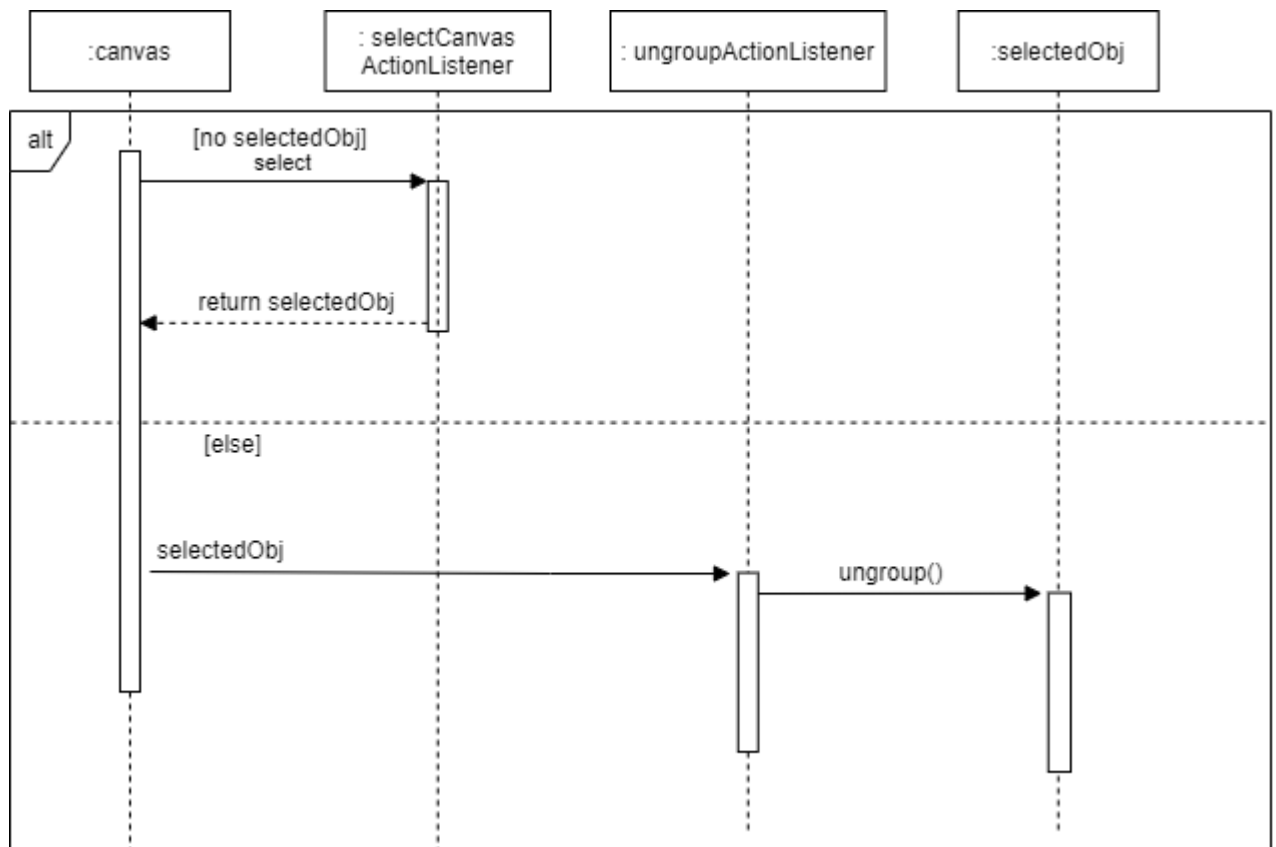 :canvas
: selectCanvas
ActionListener
: ungroupActionListener
:selectedObj
alt
[no selectedObj]
select
return selectedObj
[else]
selectedObj
ungroup()